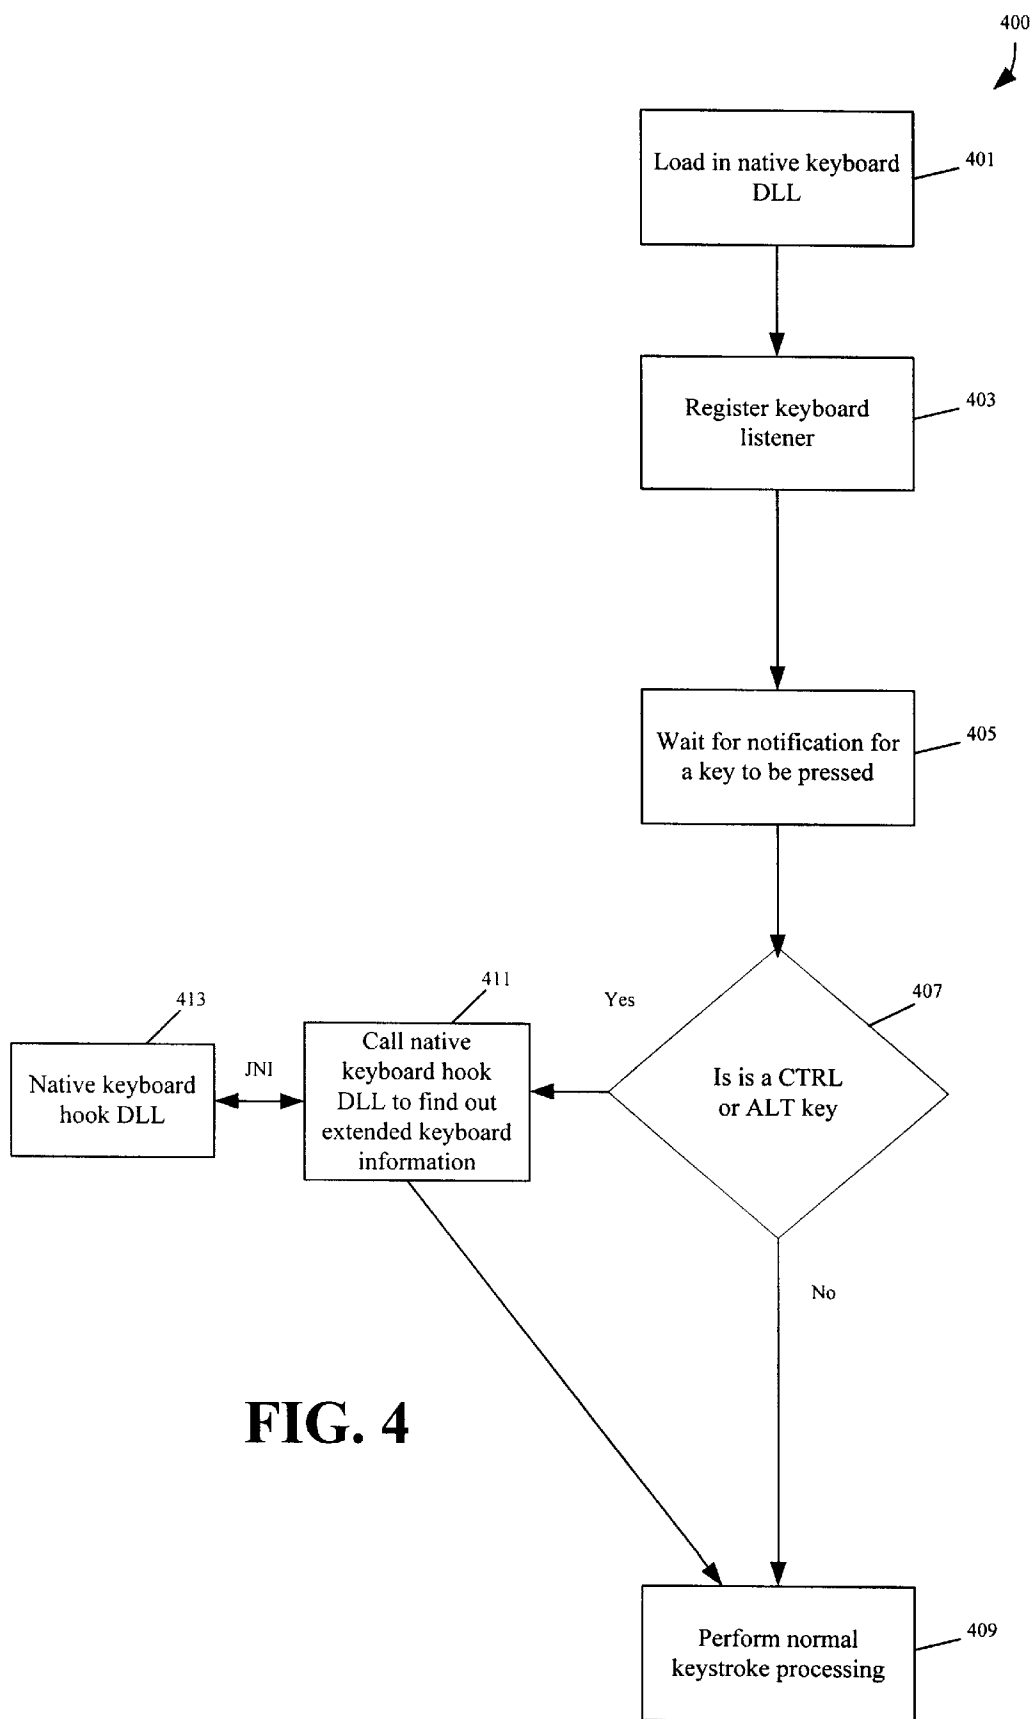 400
Load in native keyboard
DLL
401
Register keyboard
listener
403
Wait for notification for
a key to be pressed
405
Is is a CTRL
or ALT key
407
Yes
No
Call native
keyboard hook
DLL to find out
extended keyboard
information
411
JNI
Native keyboard
hook DLL
413
FIG. 4
Perform normal
keystroke processing
409